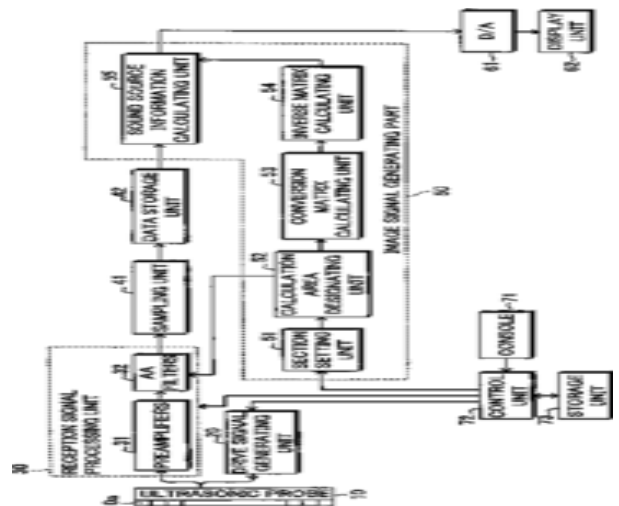 RECEPTION SIGNAL
PROCESSING UNIT
30
31
PREAMPLIFIERS
32
AA
FILTERS
41
SAMPLING UNIT
42
DATA STORAGE
UNIT
55
SOUND SOURCE
INFORMATION
CALCULATING UNIT
ULTRASONIC PROBE
10
20
DRIVE SIGNAL
GENERATING
UNIT
51
SECTION
SETTING
UNIT
52
CALCULATION
AREA
DESIGNATING
UNIT
53
CONVERSION
MATRIX
CALCULATING UNIT
54
INVERSE MATRIX
CALCULATING
UNIT
IMAGE SIGNAL GENERATING PART
D/A
61
DISPLAY
UNIT
62
72
CONTROL
UNIT
CONSOLE
71
STORAGE
UNIT